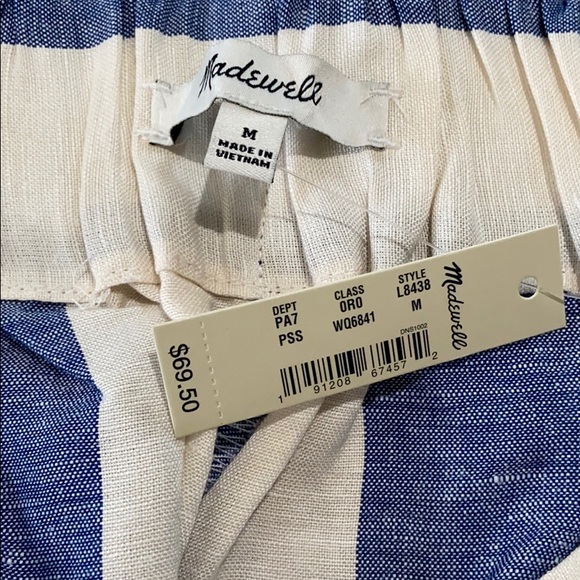 Madewell
M
MADE IN
VIETNAM
DEPT CLASS STYLE
PA7 0R0 L8438
PSS WQ6841 M
DNS1002
1 91208 67457 2
$69.50
Madewell